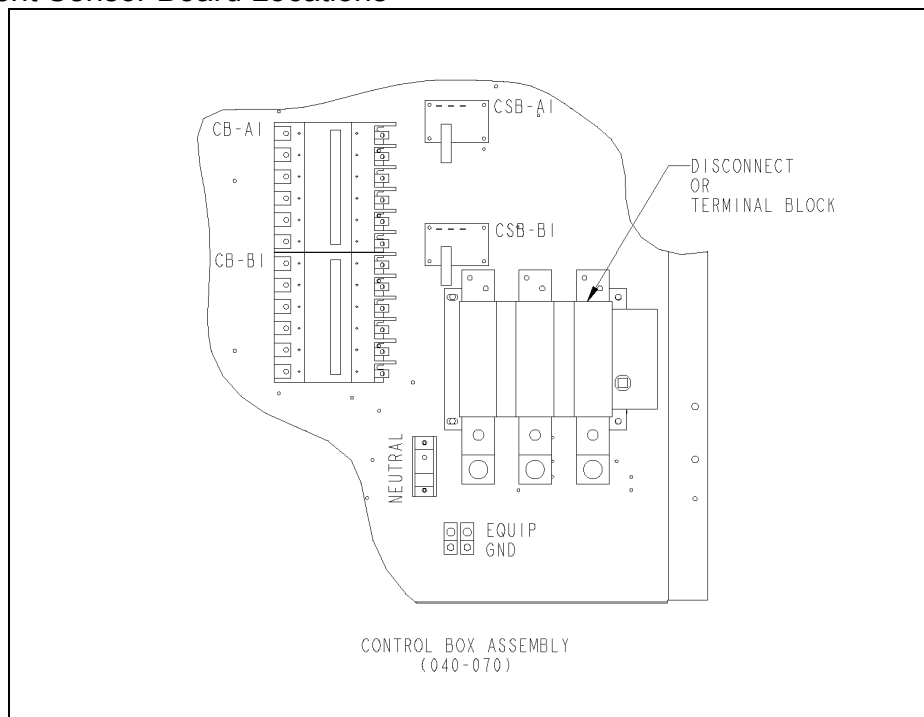 Sensor Board Locations
CB-A1
CSB-A1
DISCONNECT
OR
TERMINAL BLOCK
CSB-B1
CB-B1
NEUTRAL
EQUIP
GND
CONTROL BOX ASSEMBLY
(040-070)